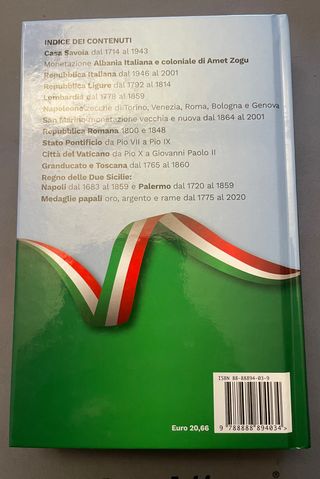 INDICE DEI CONTENUTI
Casa Savoia dal 1714 al 1943
Monetazione Albania Italiana e coloniale di Amet Zogu
Repubblica Italiana dal 1946 al 2001
Repubblica Ligure dal 1792 al 1814
Lombardia dal 1778 al 1859
Napoleone zecche di Torino, Venezia, Roma, Bologna e Genova
San Marino monetazione vecchia e nuova dal 1864 al 2001
Repubblica Romana 1800 e 1848
Stato Pontificio da Pio VII a Pio IX
Città del Vaticano da Pio X a Giovanni Paolo II
Granducato e Toscana dal 1765 al 1860
Regno delle Due Sicilie:
Napoli dal 1683 al 1859 e Palermo dal 1720 al 1859
Medaglie papali oro, argento e rame dal 1775 al 2020
ISBN 88-88894-03-9
9 788888 894034
Euro 20,66